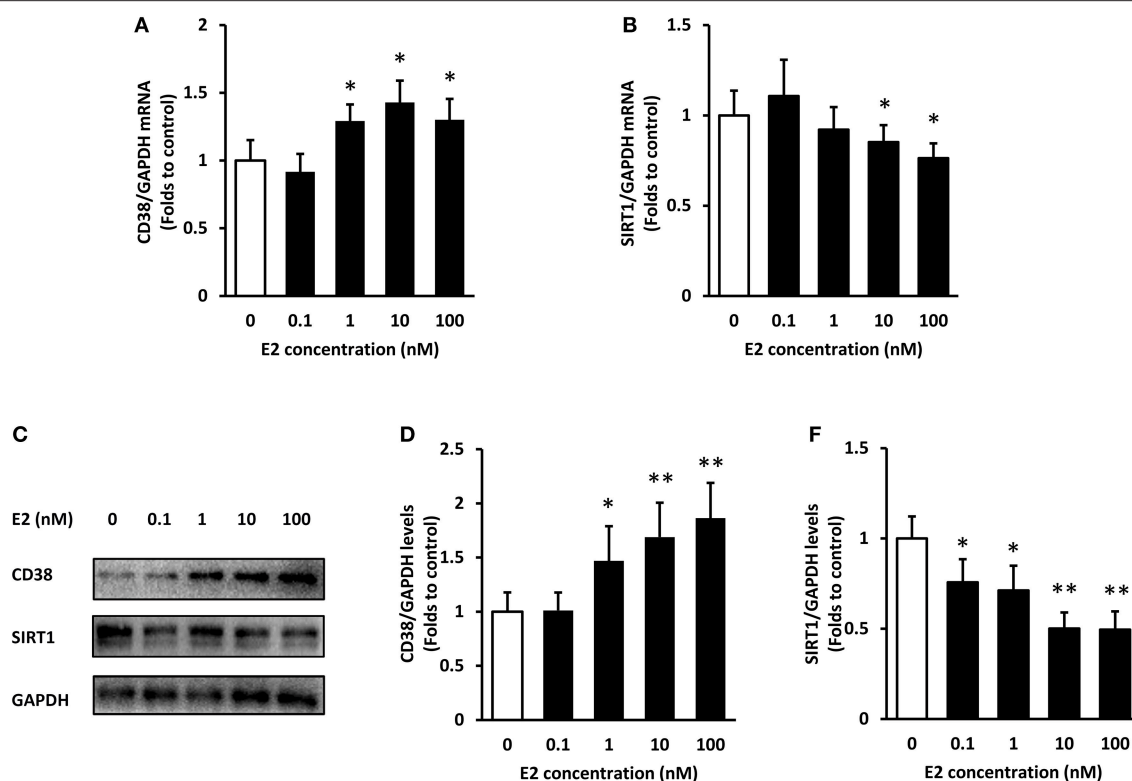 A
2
1.5
1
0.5
0
CD38/GAPDH mRNA
(Folds to control)
* * *
0 0.1 1 10 100
E2 concentration (nM)
B
1.5
1
0.5
0
SIRT1/GAPDH mRNA
(Folds to control)
* *
0 0.1 1 10 100
E2 concentration (nM)
C
E2 (nM) 0 0.1 1 10 100
CD38
SIRT1
GAPDH
D
2.5
2
1.5
1
0.5
0
CD38/GAPDH levels
(Folds to control)
* ** **
0 0.1 1 10 100
E2 concentration (nM)
F
1.5
1
0.5
0
SIRT1/GAPDH levels
(Folds to control)
* * ** **
0 0.1 1 10 100
E2 concentration (nM)